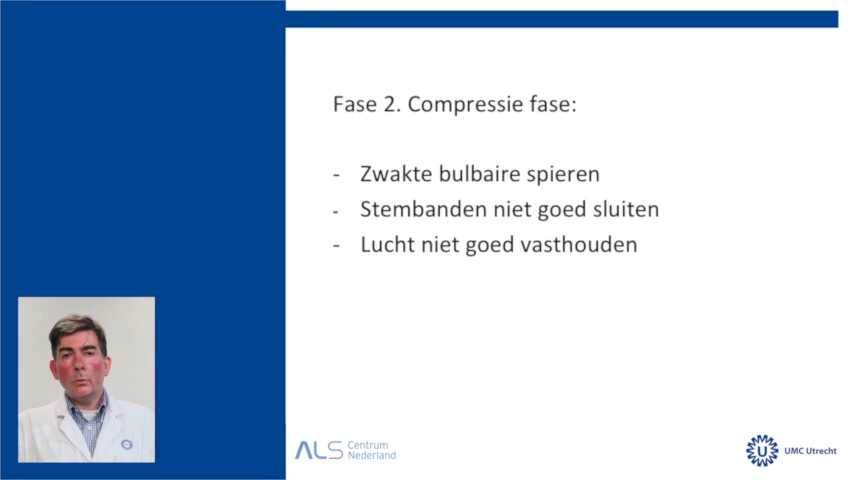 Fase 2. Compressie fase:
- Zwakte bulbaire spieren
- Stembanden niet goed sluiten
- Lucht niet goed vasthouden
ALS Centrum
Nederland
U UMC Utrecht